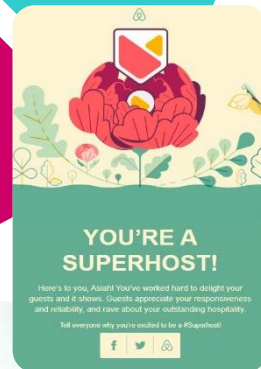 YOU'RE A
SUPERHOST!
Here's to you, Asiah! You've worked hard to delight your
guests and it shows. Guests appreciate your responsiveness
and reliability, and rave about your outstanding hospitality.
Tell everyone why you're excited to be a #Superhost!